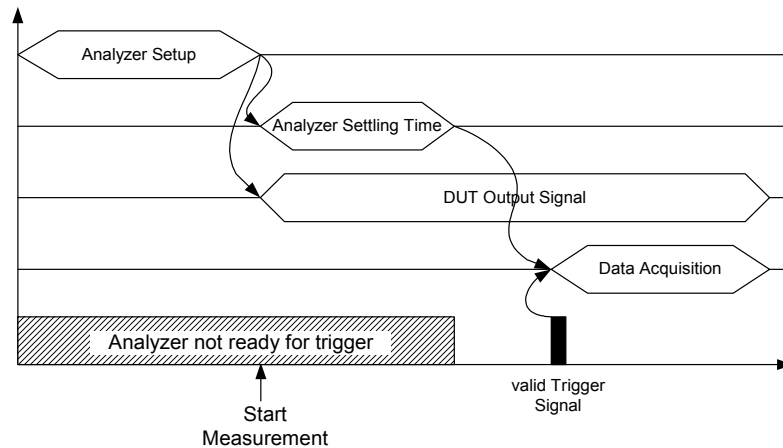 Analyzer Setup
Analyzer Settling Time
DUT Output Signal
Data Acquisition
Analyzer not ready for trigger
valid Trigger
Signal
Start
Measurement